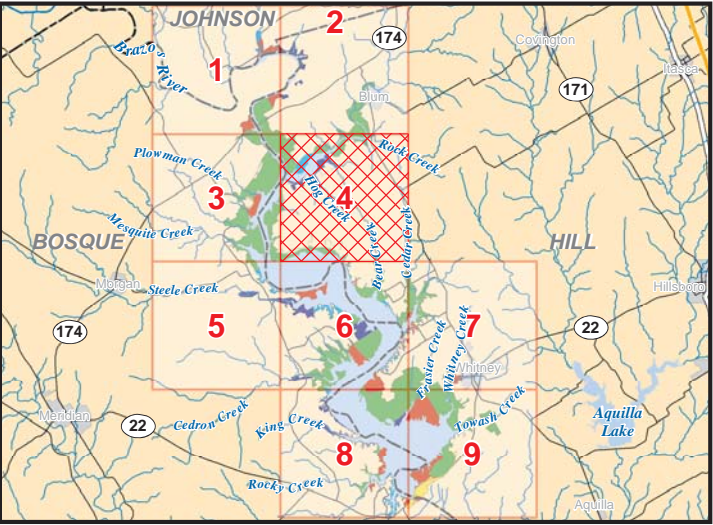 JOHNSON
2
174
Covington
Brazos River
1
Itasca
171
Blum
Plowman Creek
Rock Creek
3
Hog Creek
4
Mesquite Creek
BOSQUE
Bear Creek
Cedar Creek
HILL
Morgan
Steele Creek
Hillsboro
174
5
6
Frasier Creek
Whitney Creek
7
22
Whitney
Meridian
22
Cedron Creek
King Creek
Towash Creek
Aquilla
Lake
8
9
Rocky Creek
Aquilla